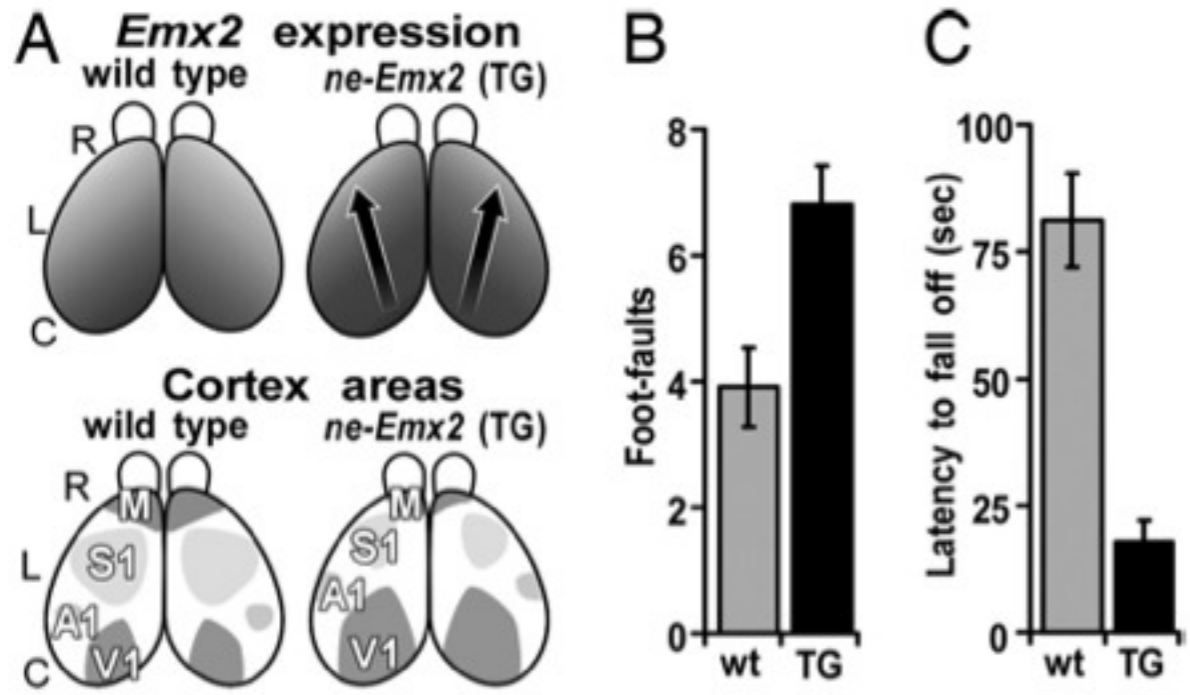 A
Emx2 expression
wild type
ne-Emx2 (TG)
R
L
C
Cortex areas
wild type
ne-Emx2 (TG)
R
L
C
M
S1
A1
V1
M
S1
A1
V1
B
Foot-faults
8
6
4
2
0
wt
TG
C
Latency to fall off (sec)
100
75
50
25
0
wt
TG